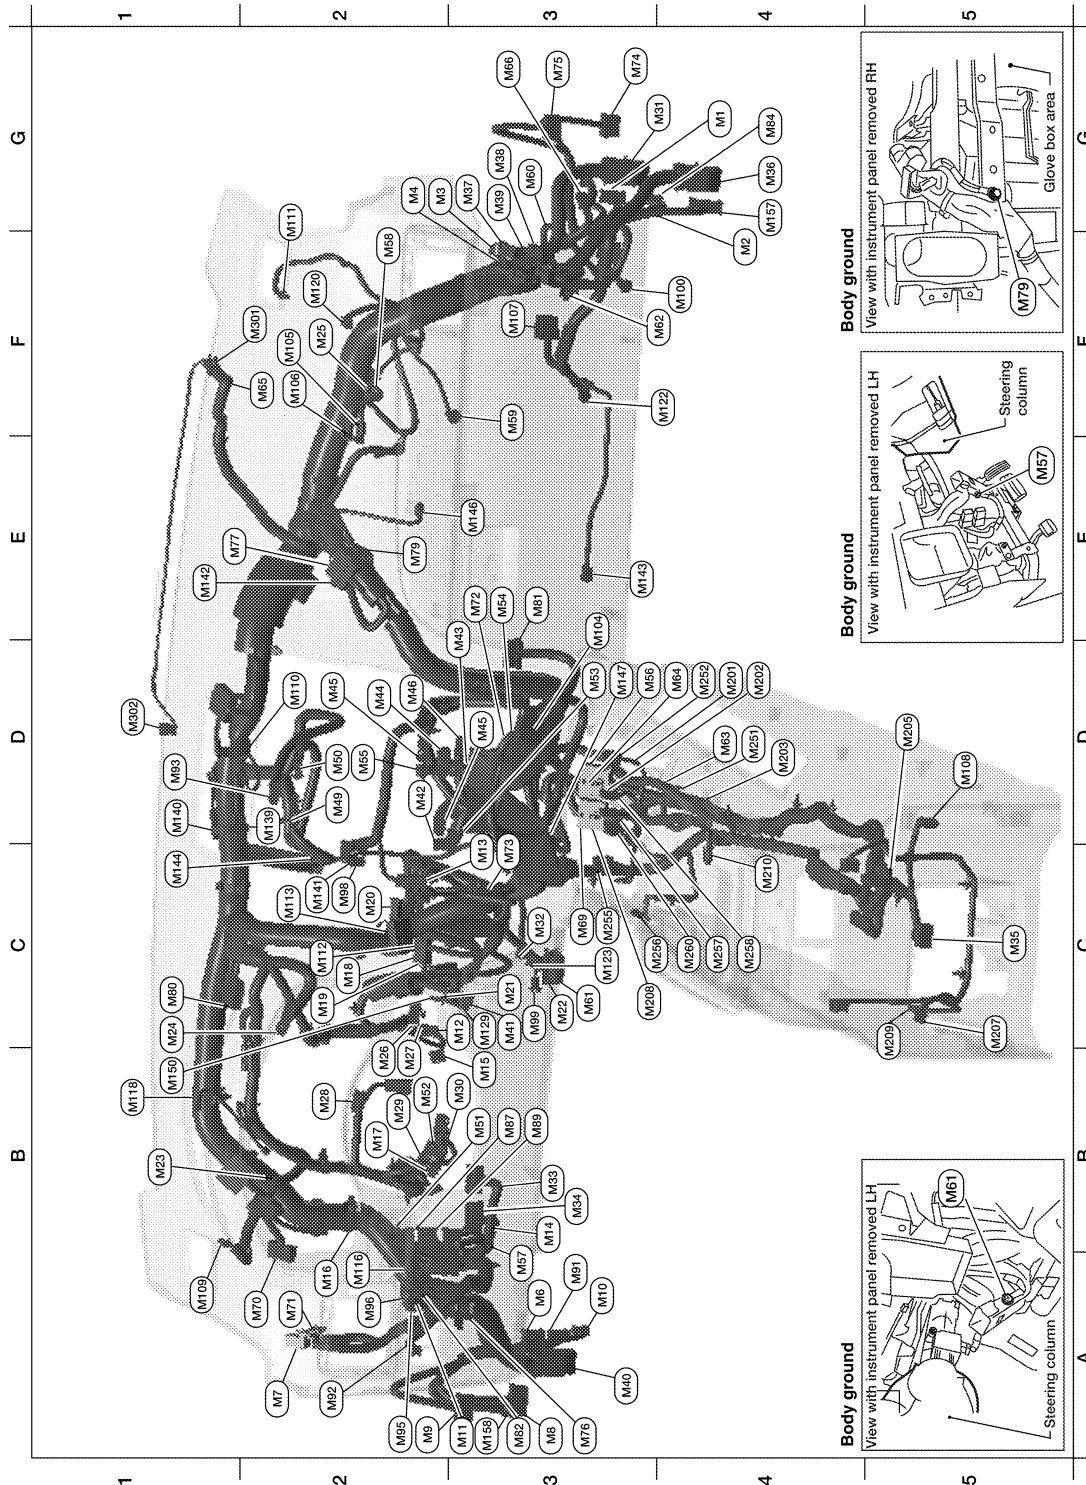 1
2
3
4
5
G
F
E
D
C
B
A
M66
M75
M74
M31
M1
M84
M36
M157
M2
M38
M60
M39
M37
M3
M4
M111
M58
M120
M25
M105
M106
M301
M65
M107
M62
M100
M122
M59
M146
M143
M77
M142
M79
M72
M54
M81
M43
M104
M53
M147
M56
M64
M252
M201
M202
M302
M110
M45
M44
M46
M45
M93
M50
M55
M42
M49
M139
M140
M144
M63
M251
M203
M205
M108
M141
M98
M20
M113
M13
M73
M112
M18
M19
M32
M123
M69
M255
M256
M260
M257
M258
M210
M208
M35
M80
M24
M150
M21
M22
M61
M99
M41
M129
M12
M26
M27
M15
M209
M207
M118
M28
M29
M52
M30
M17
M51
M87
M89
M23
M33
M34
M14
M57
M109
M70
M16
M116
M96
M71
M7
M92
M6
M91
M10
M40
M95
M9
M11
M158
M82
M8
M76
Body ground
View with instrument panel removed LH
M61
Steering column
Body ground
View with instrument panel removed LH
Steering column
M57
Body ground
View with instrument panel removed RH
M79
Glove box area
1
2
3
4
5
G
F
E
D
C
B
A